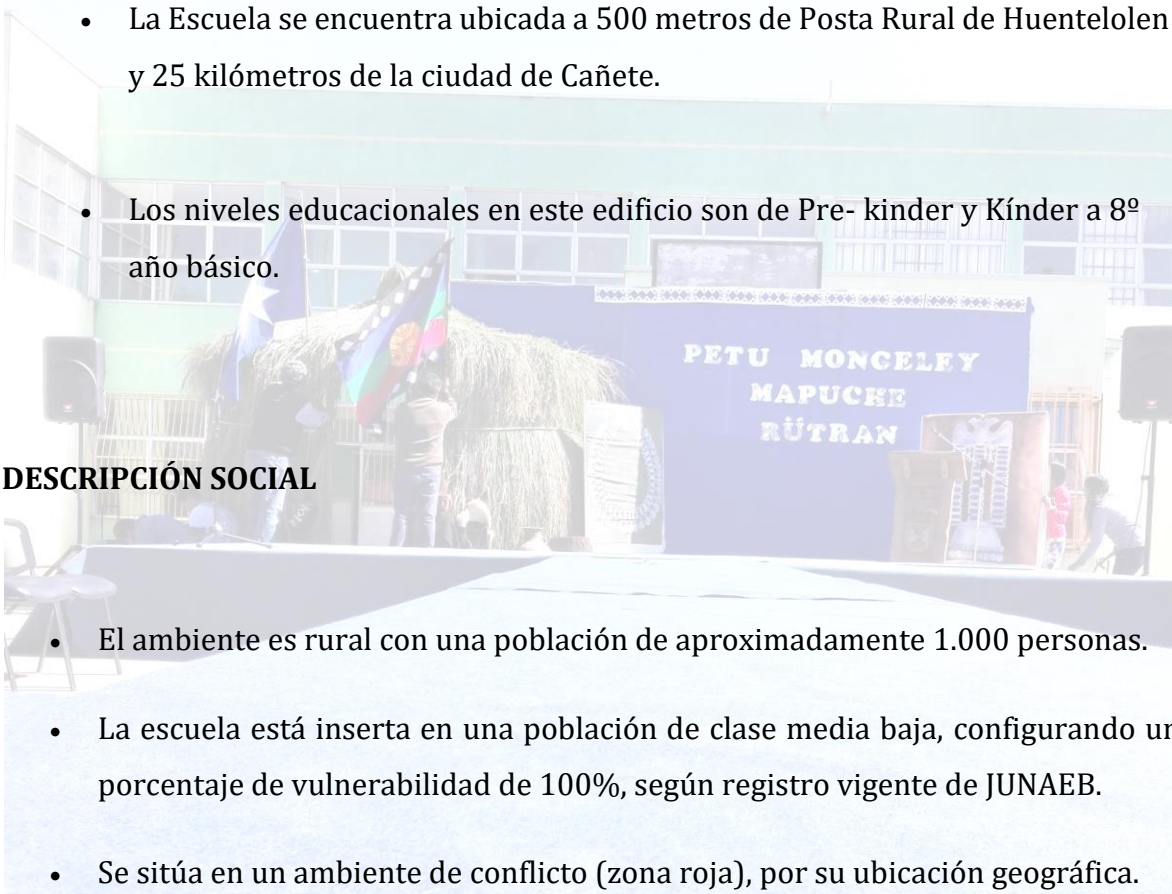 • La Escuela se encuentra ubicada a 500 metros de Posta Rural de Huentelolen
y 25 kilómetros de la ciudad de Cañete.
• Los niveles educacionales en este edificio son de Pre- kinder y Kínder a 8º
año básico.
PETU MONGELEY
MAPUCHE
RÜTRAN
DESCRIPCIÓN SOCIAL
• El ambiente es rural con una población de aproximadamente 1.000 personas.
• La escuela está inserta en una población de clase media baja, configurando un
porcentaje de vulnerabilidad de 100%, según registro vigente de JUNAEB.
• Se sitúa en un ambiente de conflicto (zona roja), por su ubicación geográfica.